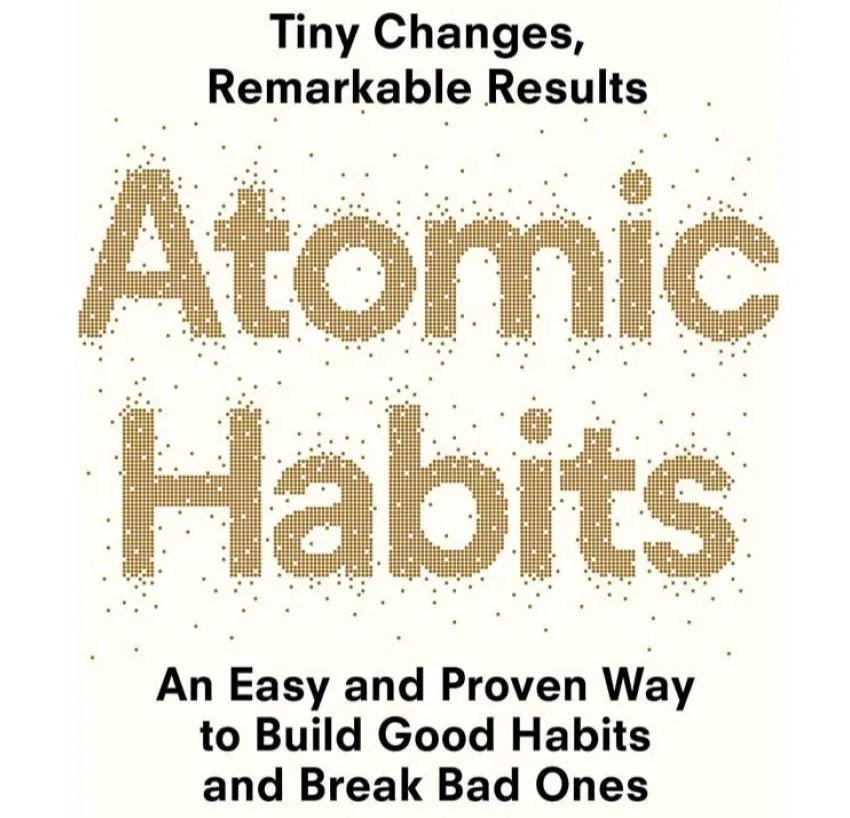 Tiny Changes,
Remarkable Results
Atomic
Habits
An Easy and Proven Way
to Build Good Habits
and Break Bad Ones